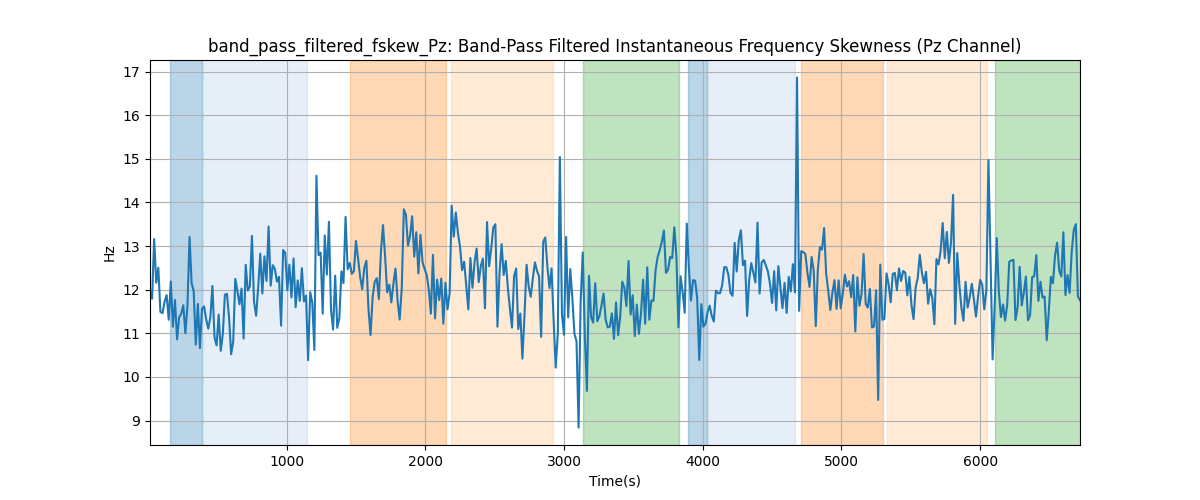 band_pass_filtered_fskew_Pz: Band-Pass Filtered Instantaneous Frequency Skewness (Pz Channel)
17
16
15
14
13
12
11
10
9
Hz
1000 2000 3000 4000 5000 6000
Time(s)